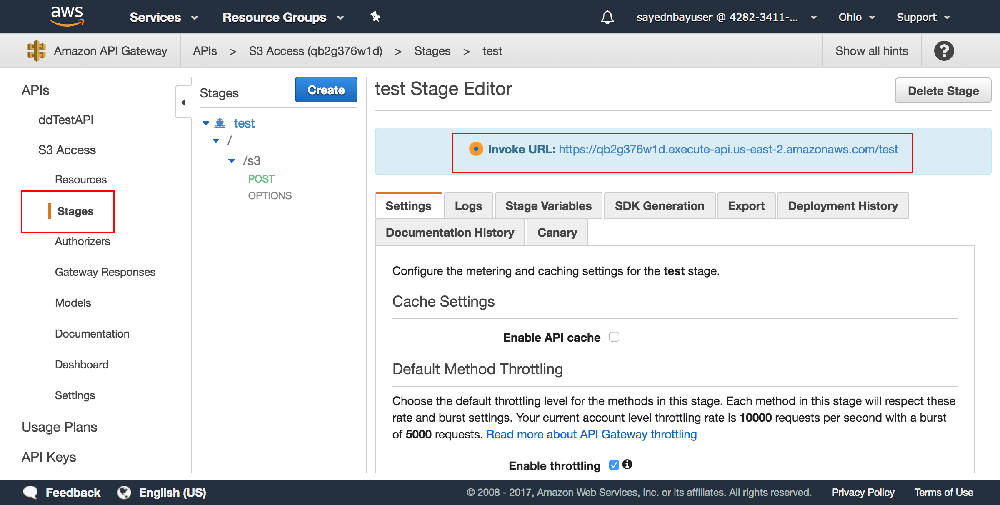 aws Services Resource Groups sayednbayuser @ 4282-3411-... Ohio Support
Amazon API Gateway APIs > S3 Access (qb2g376w1d) > Stages > test Show all hints ?
APIs
ddTestAPI
S3 Access
Resources
Stages
Authorizers
Gateway Responses
Models
Documentation
Dashboard
Settings
Usage Plans
API Keys
Stages Create
test
/
/s3
POST
OPTIONS
test Stage Editor Delete Stage
Invoke URL: https://qb2g376w1d.execute-api.us-east-2.amazonaws.com/test
Settings Logs Stage Variables SDK Generation Export Deployment History
Documentation History Canary
Configure the metering and caching settings for the test stage.
Cache Settings
Enable API cache
Default Method Throttling
Choose the default throttling level for the methods in this stage. Each method in this stage will respect these
rate and burst settings. Your current account level throttling rate is 10000 requests per second with a burst
of 5000 requests. Read more about API Gateway throttling
Enable throttling
Feedback English (US) © 2008 - 2017, Amazon Web Services, Inc. or its affiliates. All rights reserved. Privacy Policy Terms of Use